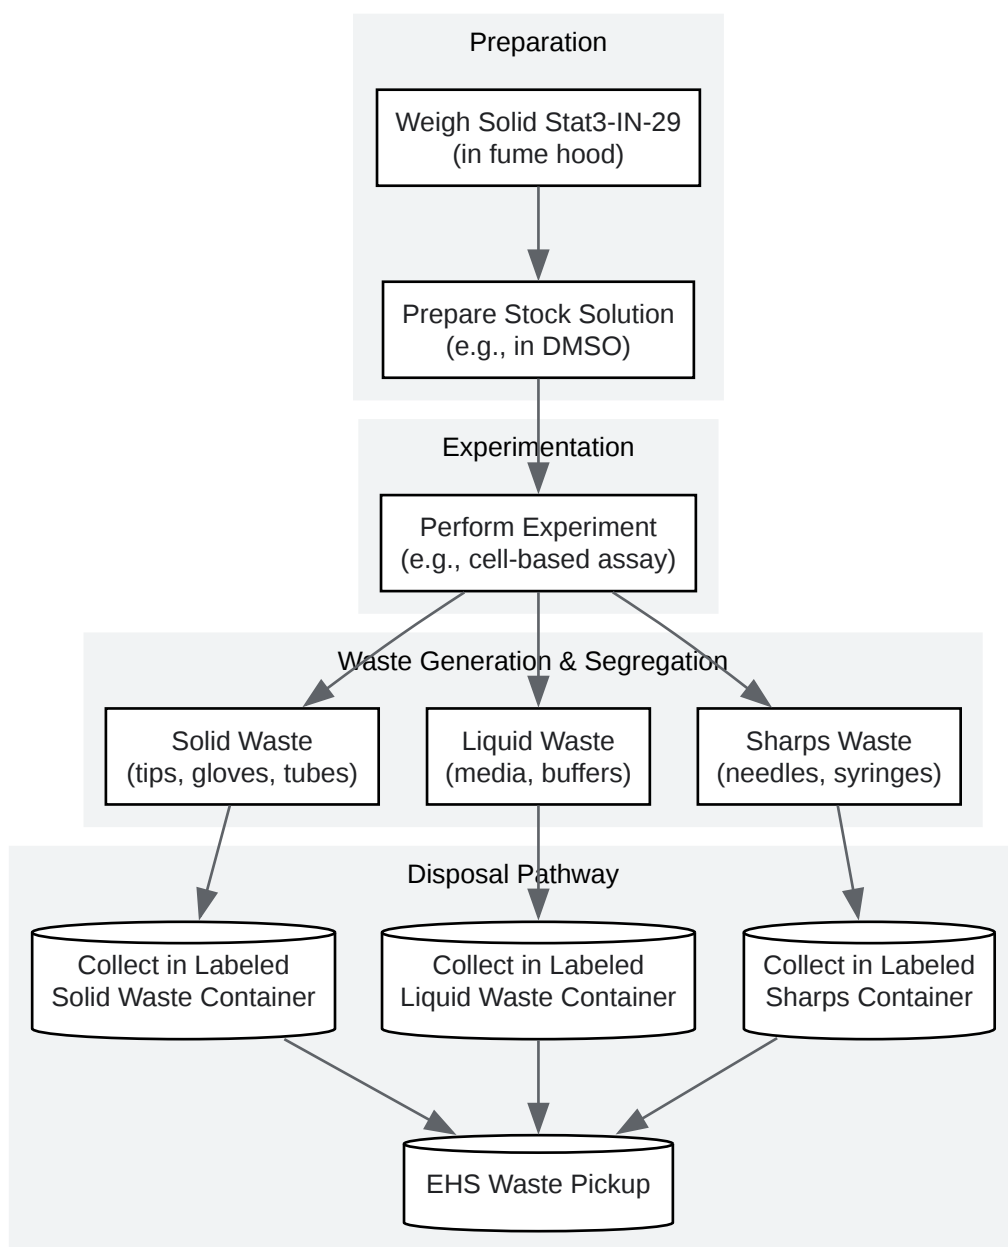 Preparation
Weigh Solid Stat3-IN-29
(in fume hood)
Prepare Stock Solution
(e.g., in DMSO)
Experimentation
Perform Experiment
(e.g., cell-based assay)
Waste Generation & Segregation
Solid Waste
(tips, gloves, tubes)
Liquid Waste
(media, buffers)
Sharps Waste
(needles, syringes)
Disposal Pathway
Collect in Labeled
Solid Waste Container
Collect in Labeled
Liquid Waste Container
Collect in Labeled
Sharps Container
EHS Waste Pickup